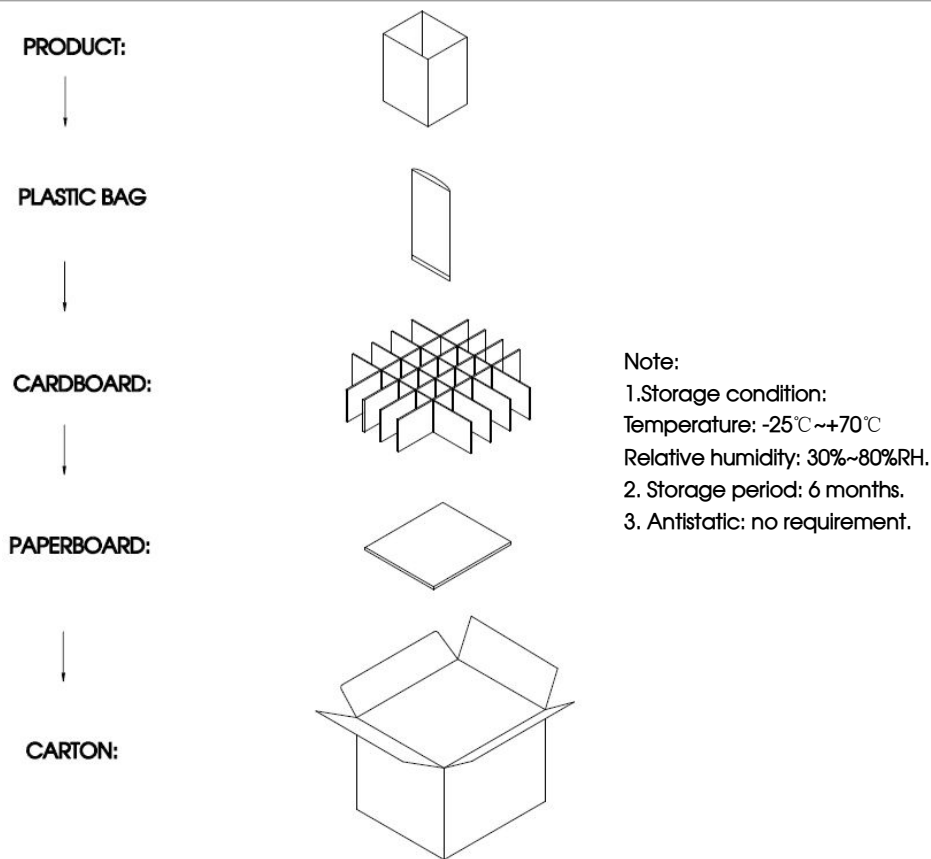 PRODUCT:
PLASTIC BAG
CARDBOARD:
PAPERBOARD:
CARTON:
Note:
1.Storage condition:
Temperature: -25℃~+70℃
Relative humidity: 30%~80%RH.
2. Storage period: 6 months.
3. Antistatic: no requirement.